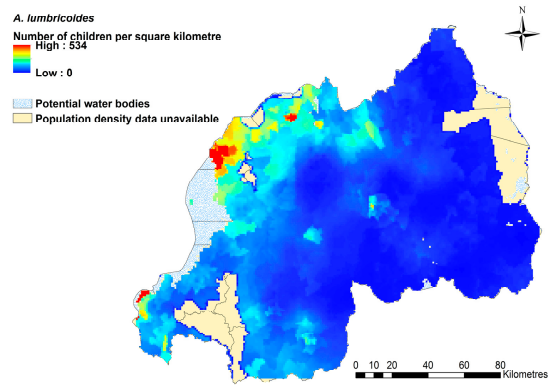 A. lumbricoides
N
Number of children per square kilometre
High : 534
Low : 0
Potential water bodies
Population density data unavailable
0 10 20 40 60 80
Kilometres